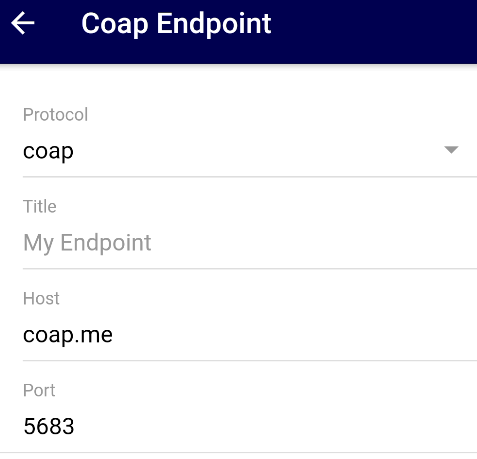 Coap Endpoint
Protocol
coap
Title
My Endpoint
Host
coap.me
Port
5683